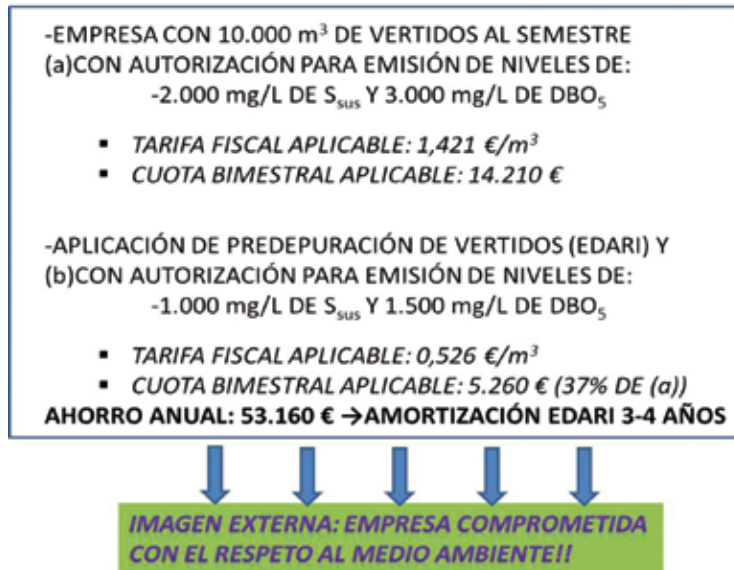 -EMPRESA CON 10.000 m³ DE VERTIDOS AL SEMESTRE
(a)CON AUTORIZACIÓN PARA EMISIÓN DE NIVELES DE:
-2.000 mg/L DE Ssus Y 3.000 mg/L DE DBO5
▪ TARIFA FISCAL APLICABLE: 1,421 €/m³
▪ CUOTA BIMESTRAL APLICABLE: 14.210 €
-APLICACIÓN DE PREDEPURACIÓN DE VERTIDOS (EDARI) Y
(b)CON AUTORIZACIÓN PARA EMISIÓN DE NIVELES DE:
-1.000 mg/L DE Ssus Y 1.500 mg/L DE DBO5
▪ TARIFA FISCAL APLICABLE: 0,526 €/m³
▪ CUOTA BIMESTRAL APLICABLE: 5.260 € (37% DE (a))
AHORRO ANUAL: 53.160 € →AMORTIZACIÓN EDARI 3-4 AÑOS
IMAGEN EXTERNA: EMPRESA COMPROMETIDA
CON EL RESPETO AL MEDIO AMBIENTE!!